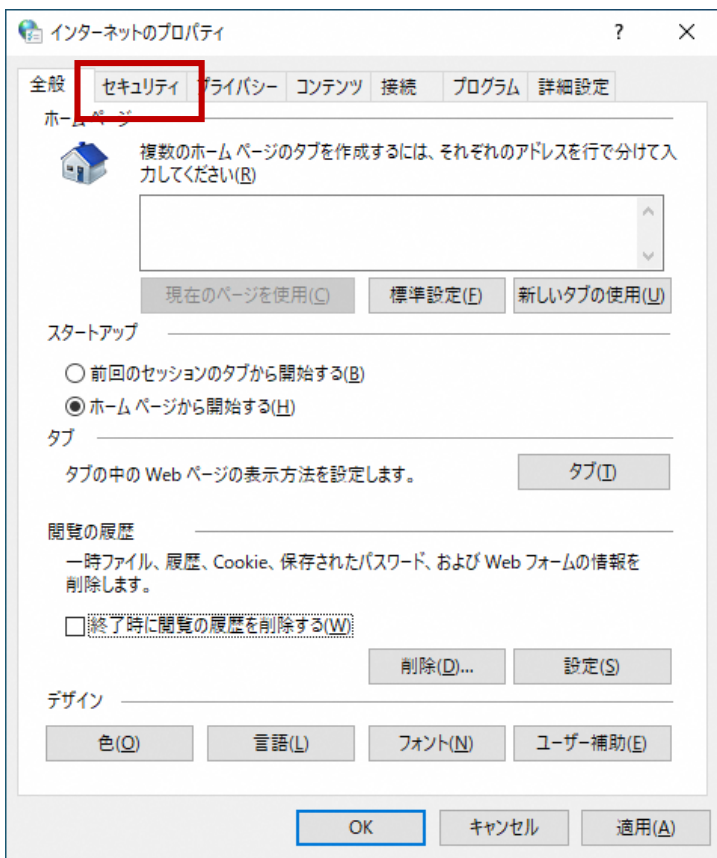 インターネットのプロパティ
全般 セキュリティ プライバシー コンテンツ 接続 プログラム 詳細設定
ホーム ページ
複数のホーム ページのタブを作成するには、それぞれのアドレスを行で分けて入
力してください(R)
現在のページを使用(C) 標準設定(F) 新しいタブの使用(U)
スタートアップ
前回のセッションのタブから開始する(B)
ホーム ページから開始する(H)
タブ
タブの中の Web ページの表示方法を設定します。 タブ(T)
閲覧の履歴
一時ファイル、履歴、Cookie、保存されたパスワード、および Web フォームの情報を
削除します。
終了時に閲覧の履歴を削除する(W)
削除(D)... 設定(S)
デザイン
色(O) 言語(L) フォント(N) ユーザー補助(E)
OK キャンセル 適用(A)